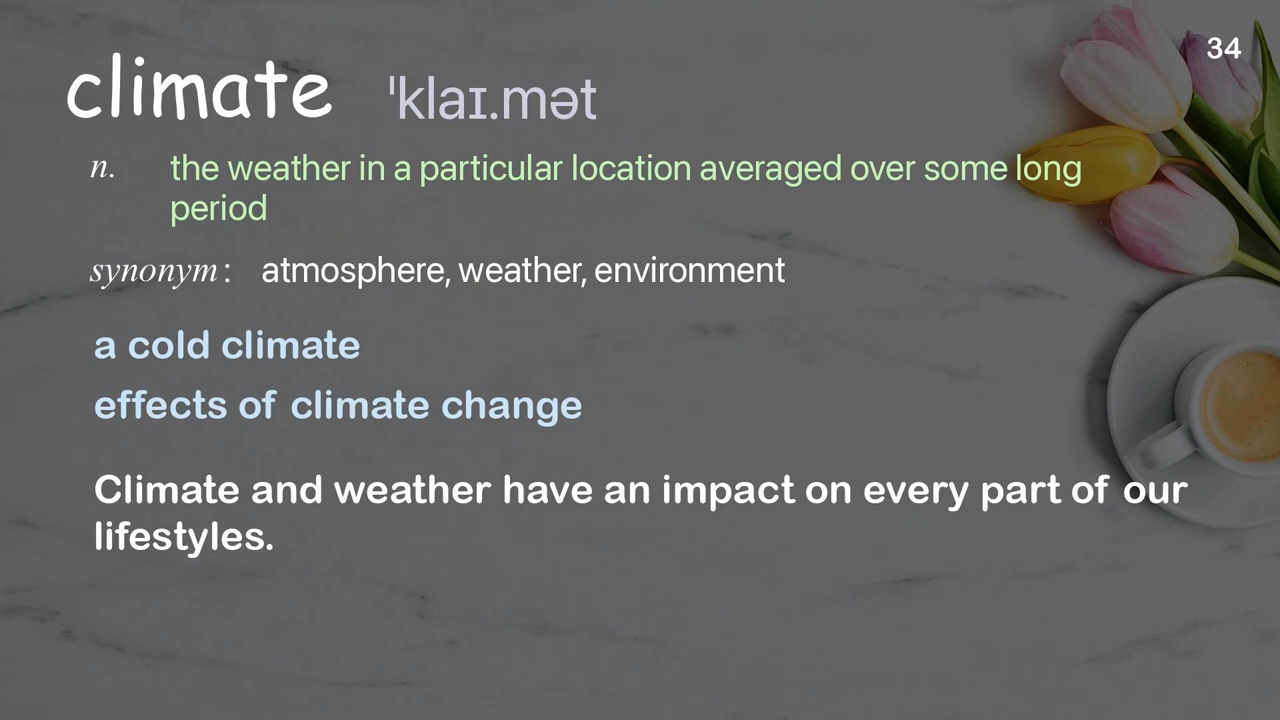 34
climate ˈklaɪ.mət
n. the weather in a particular location averaged over some long
period
synonym: atmosphere, weather, environment
a cold climate
effects of climate change
Climate and weather have an impact on every part of our
lifestyles.